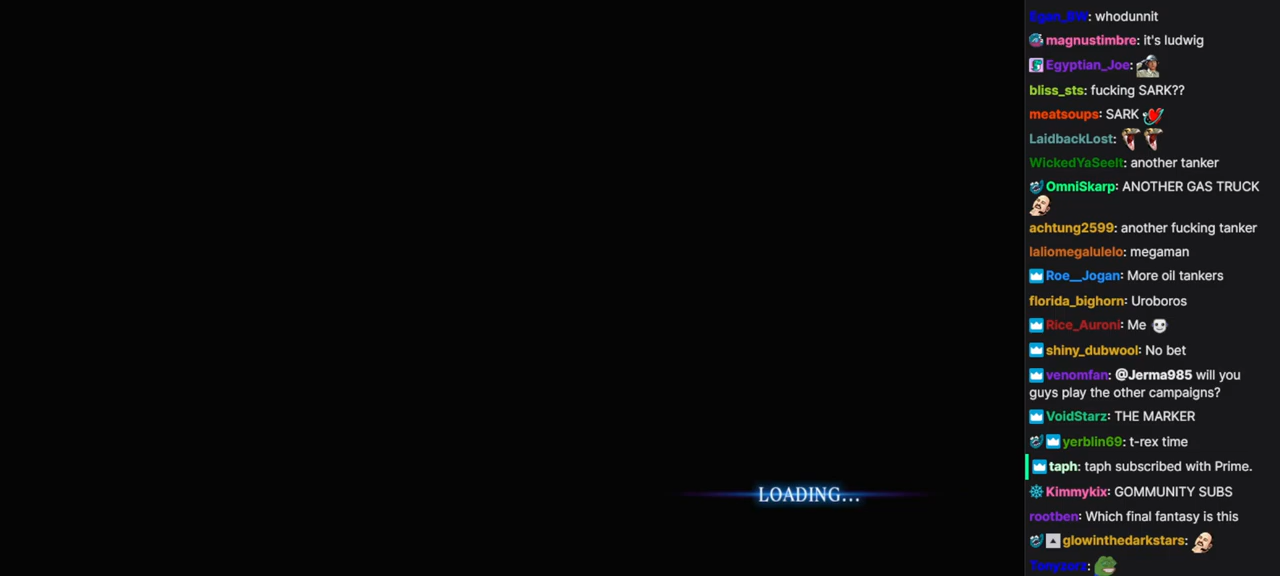 LOADING...
Egan_BW: whodunnit
magnustimbre: it's ludwig
Egyptian_Joe:
bliss_sts: fucking SARK??
meatsoups: SARK
LaidbackLost:
WickedYaSeelt: another tanker
OmniSkarp: ANOTHER GAS TRUCK
achtung2599: another fucking tanker
laliomegalulelo: megaman
Roe__Jogan: More oil tankers
florida_bighorn: Uroboros
Rice_Auroni: Me
shiny_dubwool: No bet
venomfan: @Jerma985 will you
guys play the other campaigns?
VoidStarz: THE MARKER
yerblin69: t-rex time
taph: taph subscribed with Prime.
Kimmykix: GOMMUNITY SUBS
rootben: Which final fantasy is this
glowinthedarkstars:
Tonyzorz: